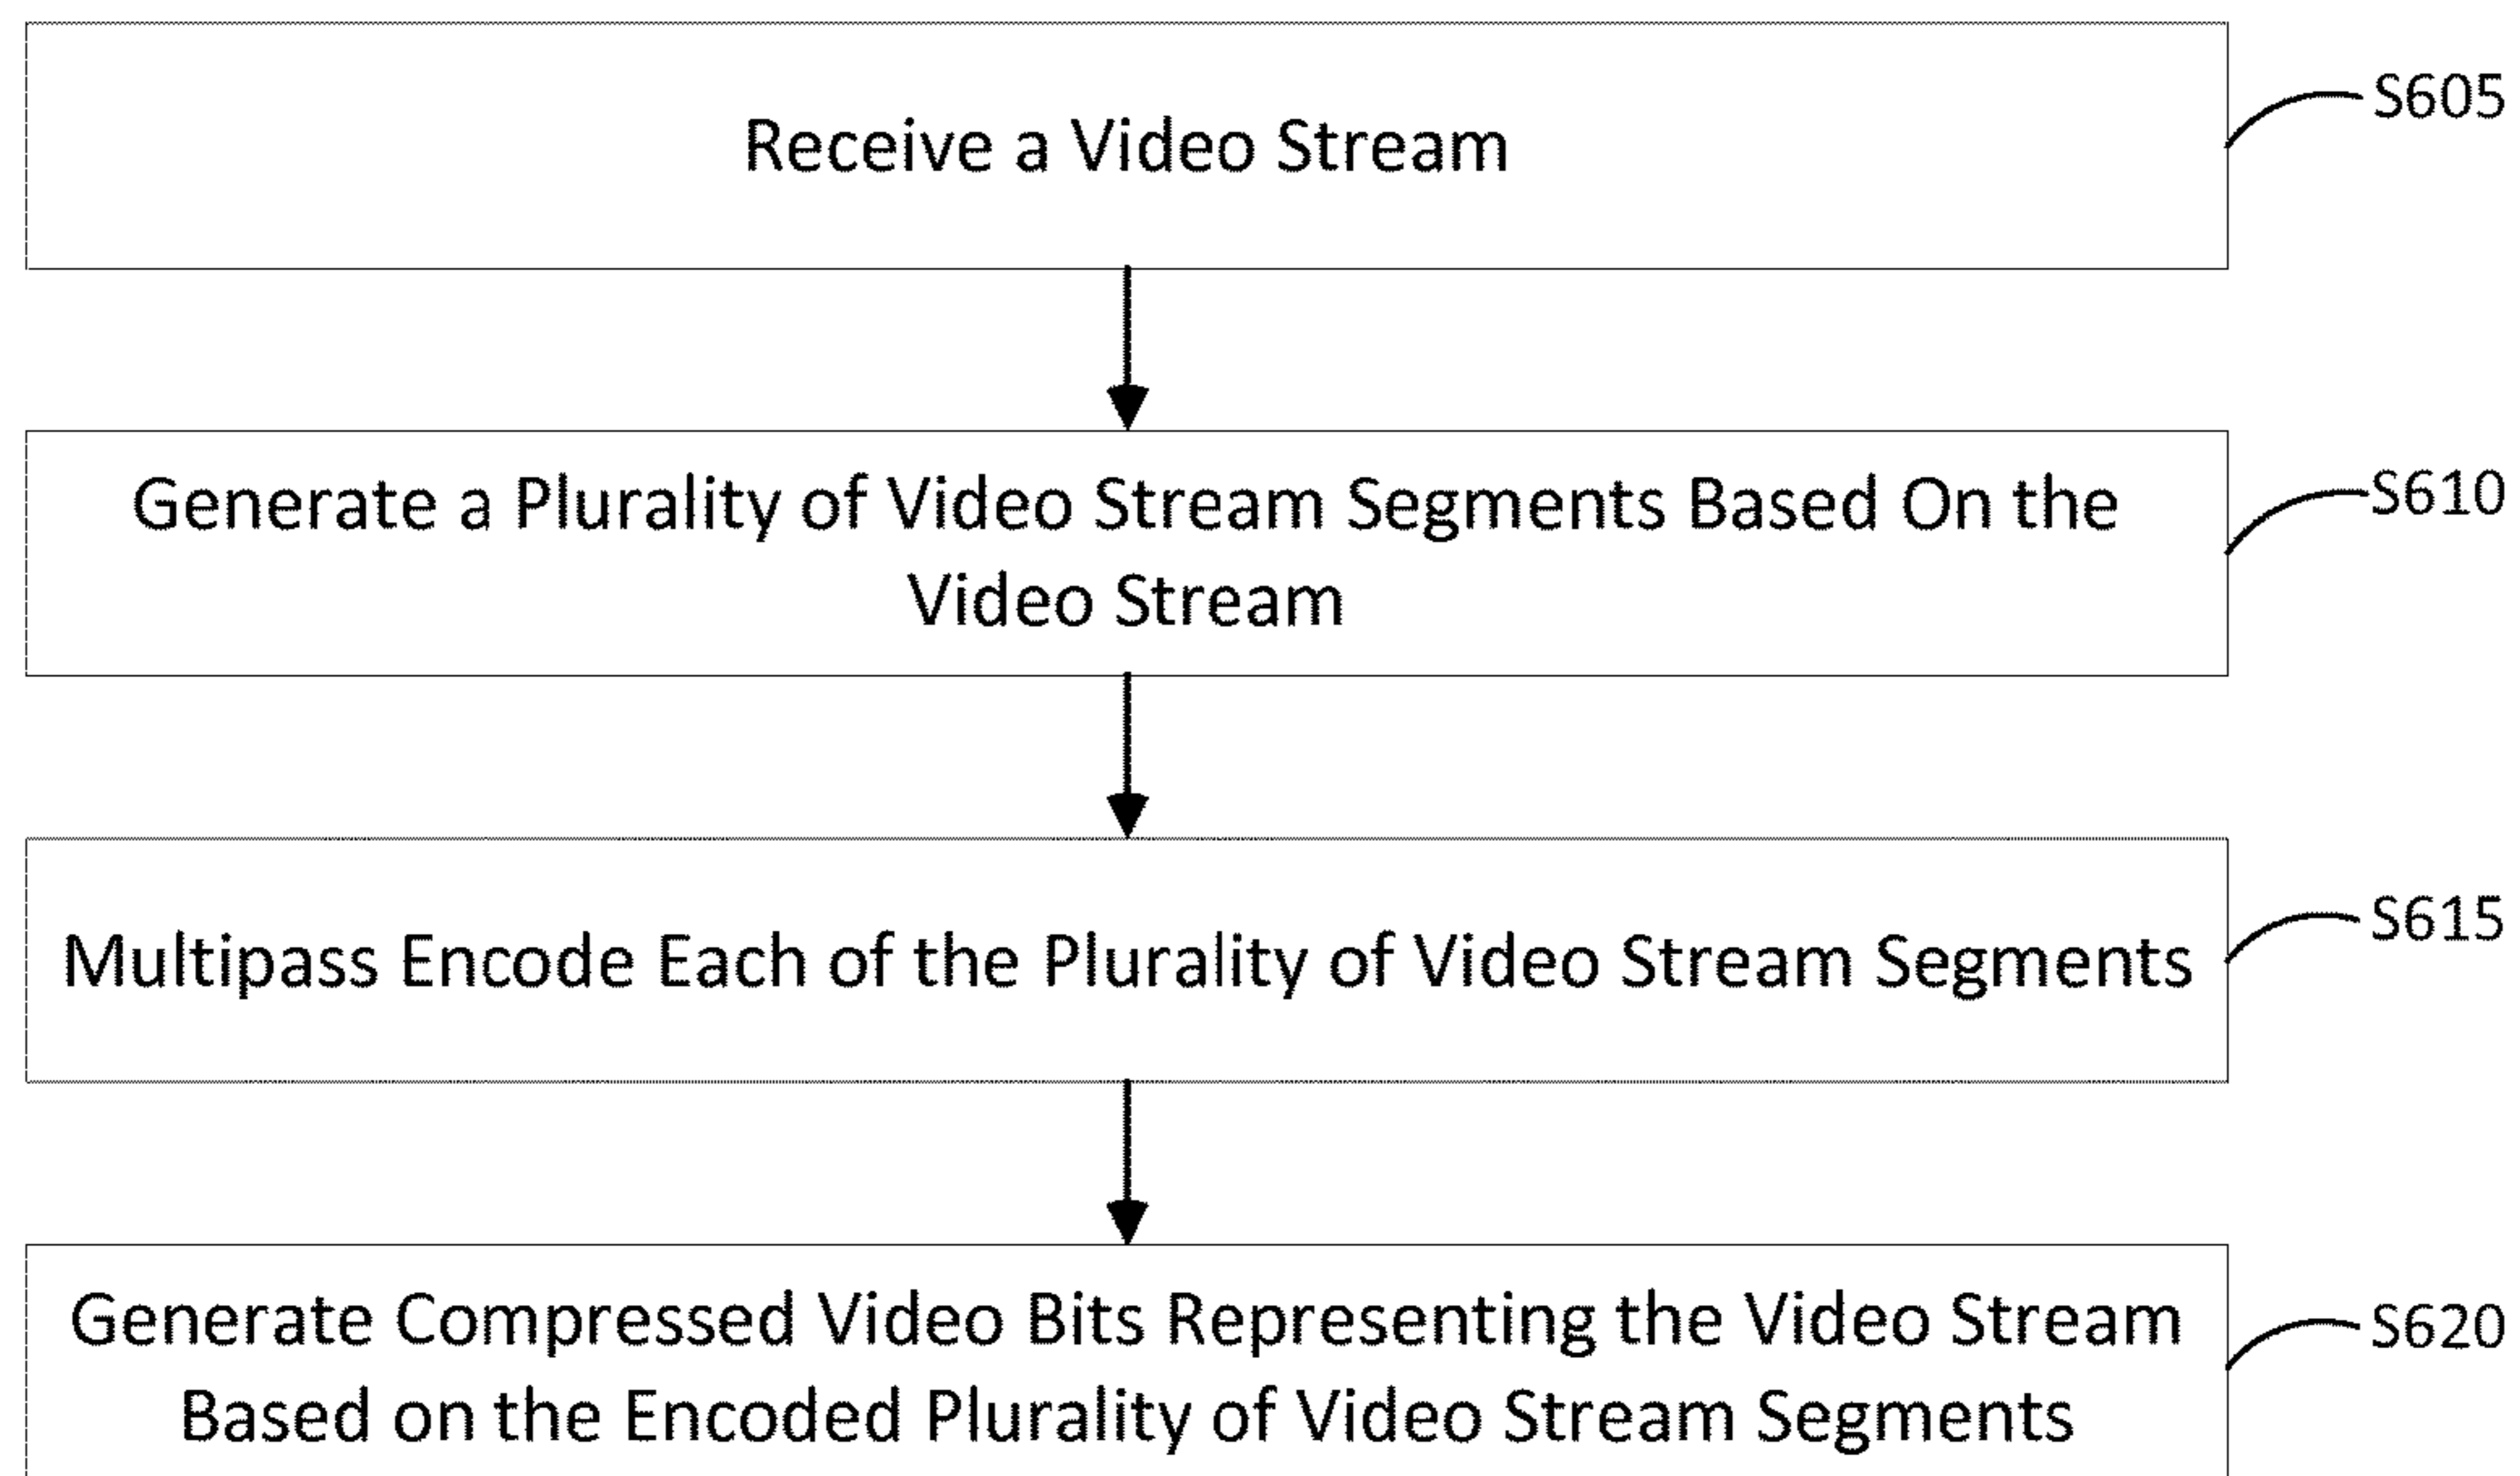 Receive a Video Stream
S605
Generate a Plurality of Video Stream Segments Based On the
Video Stream
S610
Multipass Encode Each of the Plurality of Video Stream Segments
S615
Generate Compressed Video Bits Representing the Video Stream
Based on the Encoded Plurality of Video Stream Segments
S620